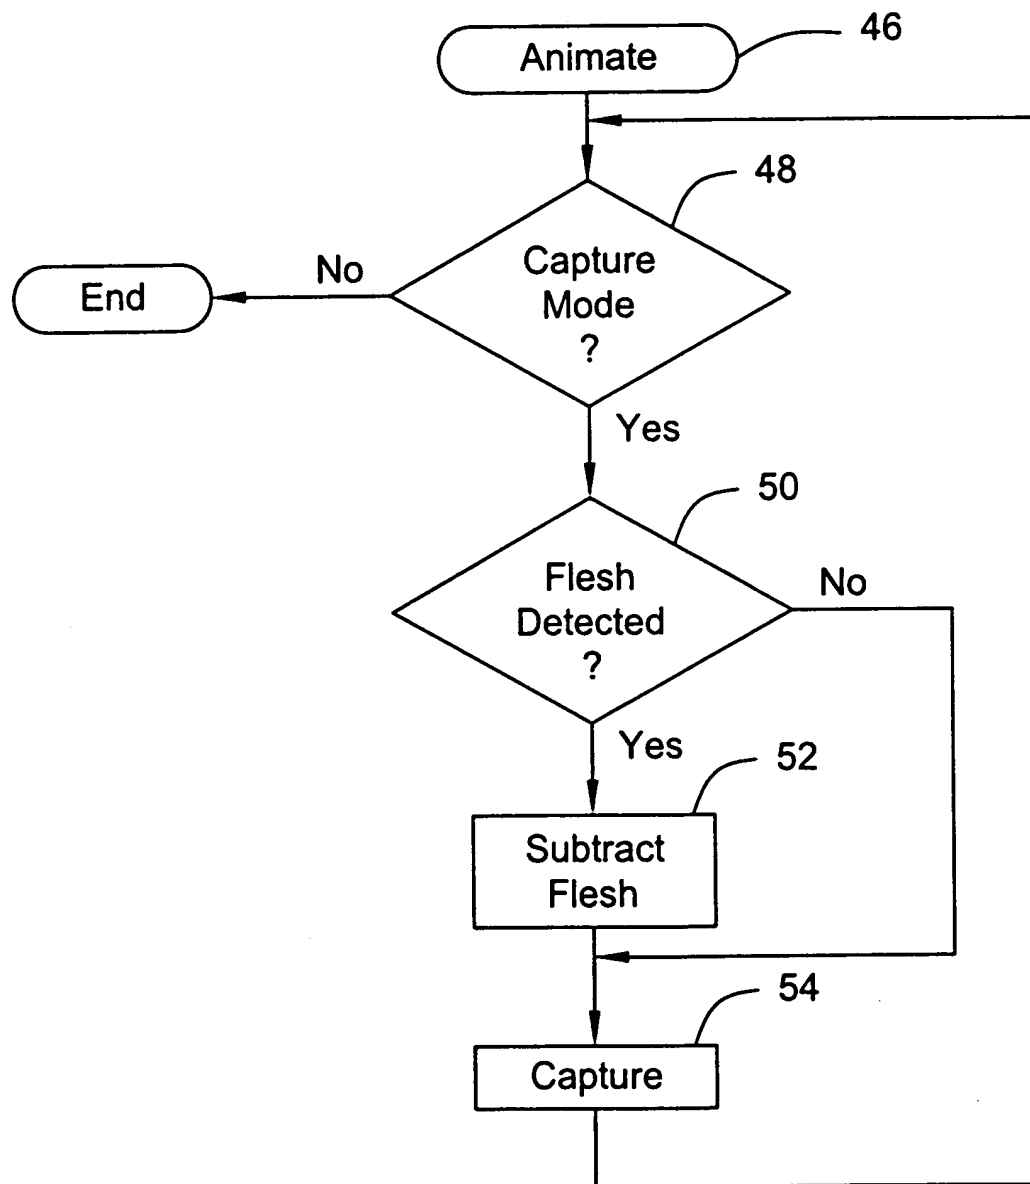 Animate
46
48
Capture
Mode
?
No
End
Yes
50
Flesh
Detected
?
No
Yes
52
Subtract
Flesh
54
Capture